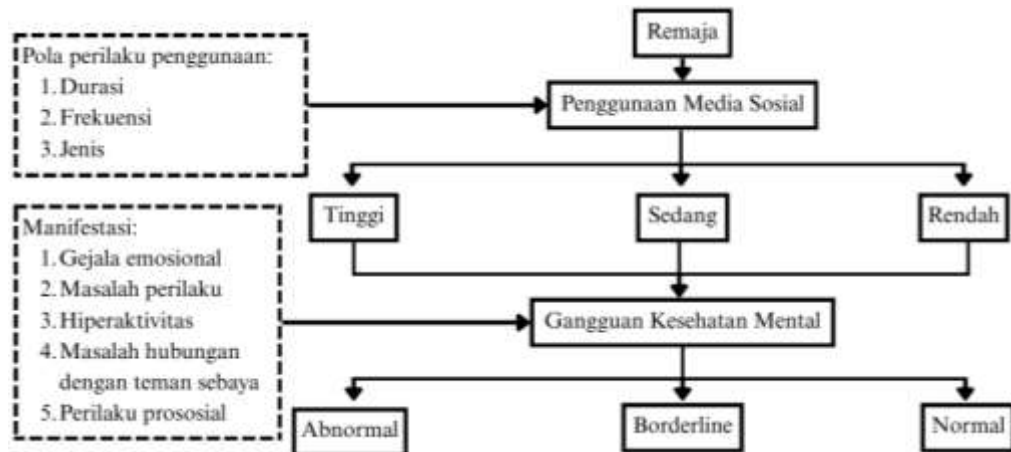 Remaja
Pola perilaku penggunaan:
1. Durasi
2. Frekuensi
3. Jenis
Penggunaan Media Sosial
Tinggi
Sedang
Rendah
Manifestasi:
1. Gejala emosional
2. Masalah perilaku
3. Hiperaktivitas
4. Masalah hubungan
dengan teman sebaya
5. Perilaku prososial
Gangguan Kesehatan Mental
Abnormal
Borderline
Normal